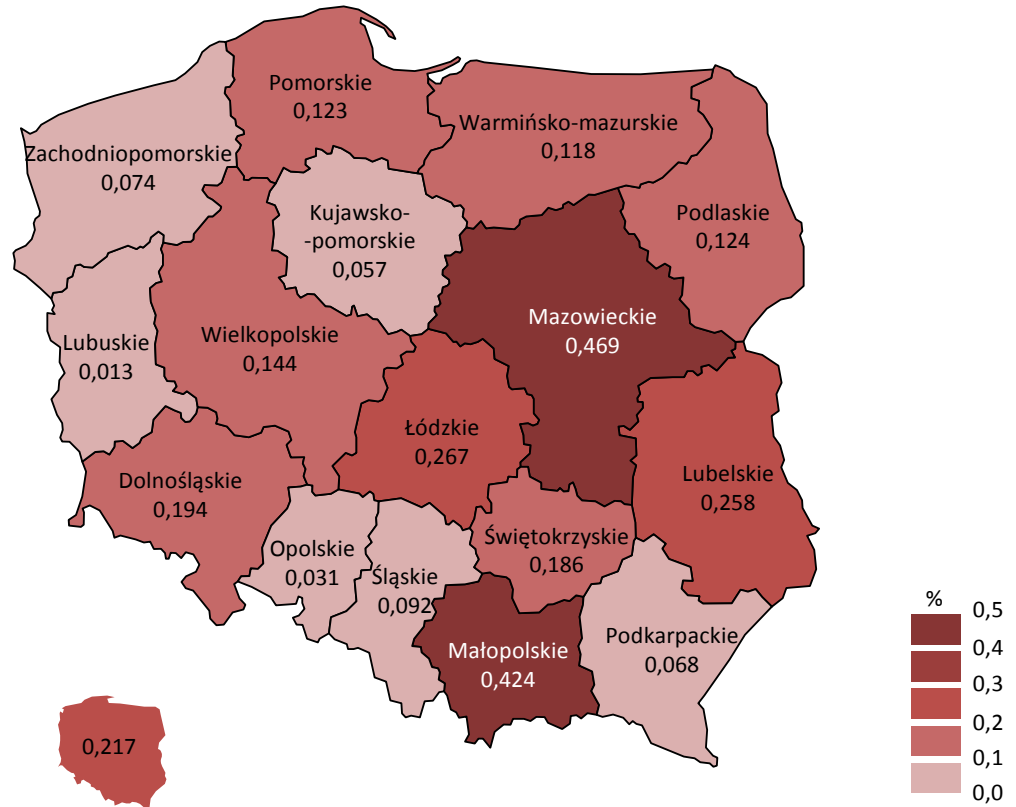 Pomorskie
0,123
Warmińsko-mazurskie
0,118
Zachodniopomorskie
0,074
Kujawsko-
-pomorskie
0,057
Podlaskie
0,124
Mazowieckie
0,469
Lubuskie
0,013
Wielkopolskie
0,144
Łódzkie
0,267
Lubelskie
0,258
Dolnośląskie
0,194
Opolskie
0,031
Śląskie
0,092
Świętokrzyskie
0,186
Małopolskie
0,424
Podkarpackie
0,068
0,217
%
0,5
0,4
0,3
0,2
0,1
0,0